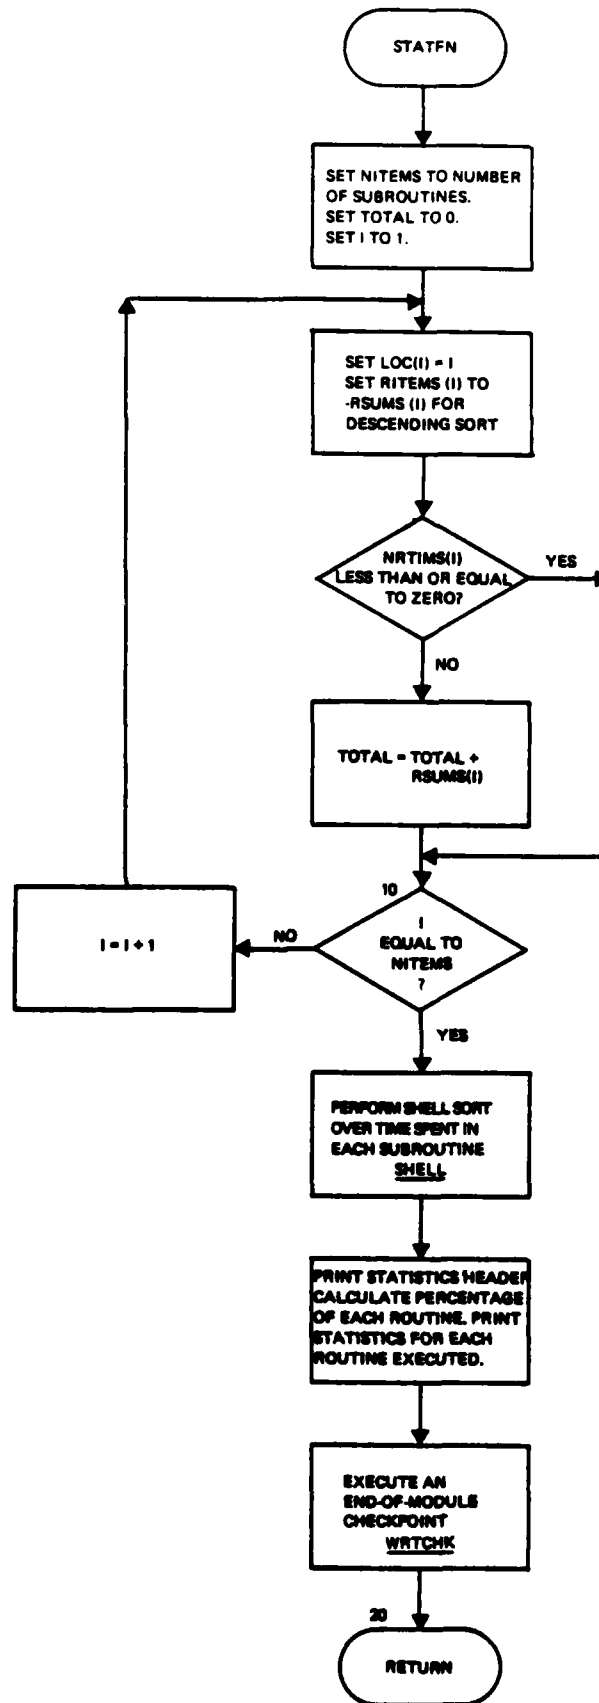 STATFN
SET NITEMS TO NUMBER
OF SUBROUTINES.
SET TOTAL TO 0.
SET I TO 1.
SET LOC(I) = I
SET RITEMS (I) TO
-RSUMS (I) FOR
DESCENDING SORT
NRTIMS(I)
LESS THAN OR EQUAL
TO ZERO?
YES
NO
TOTAL = TOTAL +
RSUMS(I)
10
I
EQUAL TO
NITEMS
?
NO
I = I + 1
YES
PERFORM SHELL SORT
OVER TIME SPENT IN
EACH SUBROUTINE
SHELL
PRINT STATISTICS HEADER
CALCULATE PERCENTAGE
OF EACH ROUTINE. PRINT
STATISTICS FOR EACH
ROUTINE EXECUTED.
EXECUTE AN
END-OF-MODULE
CHECKPOINT
WRTCHK
20
RETURN